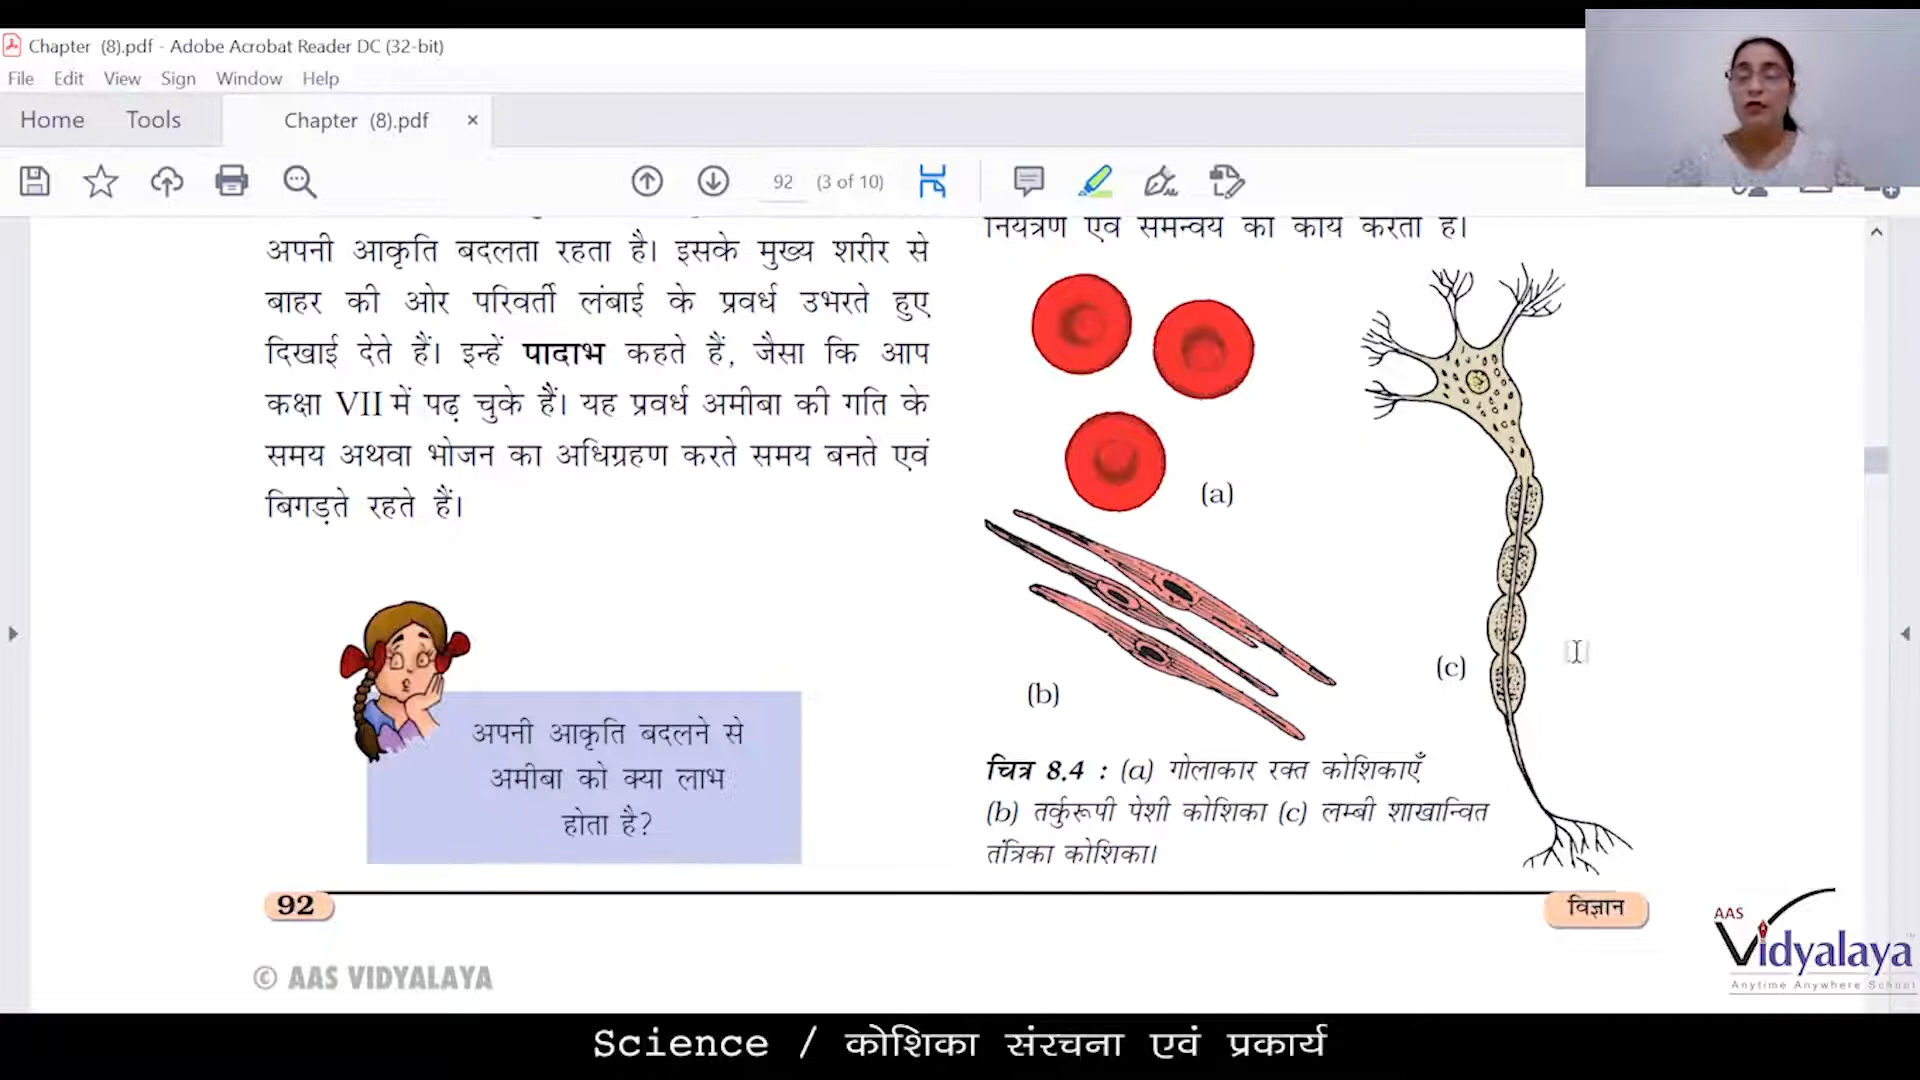 Chapter (8).pdf - Adobe Acrobat Reader DC (32-bit)
File Edit View Sign Window Help
Home Tools Chapter (8).pdf ×
92 (3 of 10)
अपनी आकृति बदलता रहता है। इसके मुख्य शरीर से
बाहर की ओर परिवर्ती लंबाई के प्रवर्ध उभरते हुए
दिखाई देते हैं। इन्हें पादाभ कहते हैं, जैसा कि आप
कक्षा VII में पढ़ चुके हैं। यह प्रवर्ध अमीबा की गति के
समय अथवा भोजन का अधिग्रहण करते समय बनते एवं
बिगड़ते रहते हैं।
अपनी आकृति बदलने से
अमीबा को क्या लाभ
होता है?
नियंत्रण एवं समन्वय का कार्य करता है।
(a)
(b)
(c)
चित्र 8.4 : (a) गोलाकार रक्त कोशिकाएँ
(b) तर्कुरूपी पेशी कोशिका (c) लम्बी शाखान्वित
तंत्रिका कोशिका।
92
विज्ञान
© AAS VIDYALAYA
AAS
Vidyalaya
Anytime Anywhere School
Science / कोशिका संरचना एवं प्रकार्य